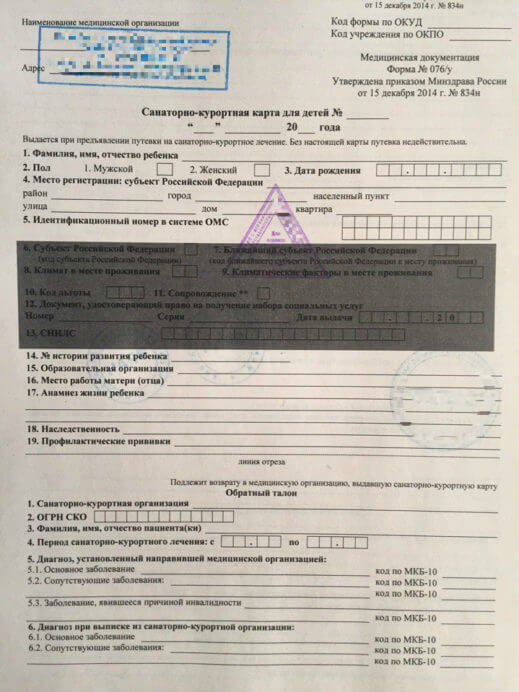 от 15 декабря 2014 г. № 834н
Наименование медицинской организации
Код формы по ОКУД
Код учреждения по ОКПО
Адрес
Медицинская документация
Форма № 076/у
Утверждена приказом Минздрава России
от 15 декабря 2014 г. № 834н
Санаторно-курортная карта для детей №
“ ” 20 года
Выдается при предъявлении путевки на санаторно-курортное лечение. Без настоящей карты путевка недействительна.
1. Фамилия, имя, отчество ребенка
2. Пол 1. Мужской 2. Женский 3. Дата рождения
4. Место регистрации: субъект Российской Федерации
район город населенный пункт
улица дом квартира
5. Идентификационный номер в системе ОМС
6. Субъект Российской Федерации 7. Ближайший субъект Российской Федерации
(код субъекта Российской Федерации) (код ближайшего субъекта Российской Федерации к месту проживания)
8. Климат в месте проживания 9. Климатические факторы в месте проживания
10. Код льготы 11. Сопровождение **
12. Документ, удостоверяющий право на получение набора социальных услуг
Номер Серия Дата выдачи 20
13. СНИЛС
14. № истории развития ребенка
15. Образовательная организация
16. Место работы матери (отца)
17. Анамнез жизни ребенка
18. Наследственность
19. Профилактические прививки
линия отреза
Подлежит возврату в медицинскую организацию, выдавшую санаторно-курортную карту
Обратный талон
1. Санаторно-курортная организация
2. ОГРН СКО
3. Фамилия, имя, отчество пациента(ки)
4. Период санаторно-курортного лечения: с по
5. Диагноз, установленный направившей медицинской организацией:
5.1. Основное заболевание код по МКБ-10
5.2. Сопутствующие заболевания: код по МКБ-10
код по МКБ-10
5.3. Заболевание, явившееся причиной инвалидности
код по МКБ-10
6. Диагноз при выписке из санаторно-курортной организации:
6.1. Основное заболевание код по МКБ-10
6.2. Сопутствующие заболевания: код по МКБ-10
код по МКБ-10